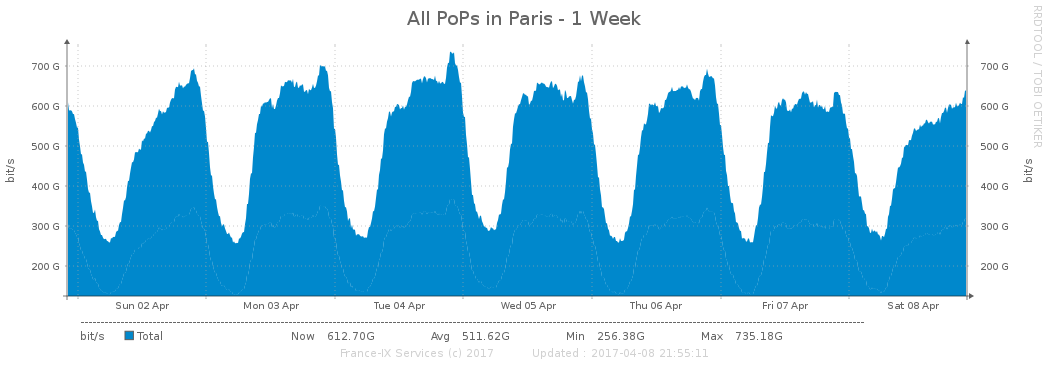 All PoPs in Paris - 1 Week
RRDTOOL / TOBI OETIKER
700 G 700 G
600 G 600 G
500 G 500 G
400 G 400 G
300 G 300 G
200 G 200 G
bit/s
bit/s
Sun 02 Apr Mon 03 Apr Tue 04 Apr Wed 05 Apr Thu 06 Apr Fri 07 Apr Sat 08 Apr
bit/s Total Now 612.70G Avg 511.62G Min 256.38G Max 735.18G
France-IX Services (c) 2017 Updated : 2017-04-08 21:55:11